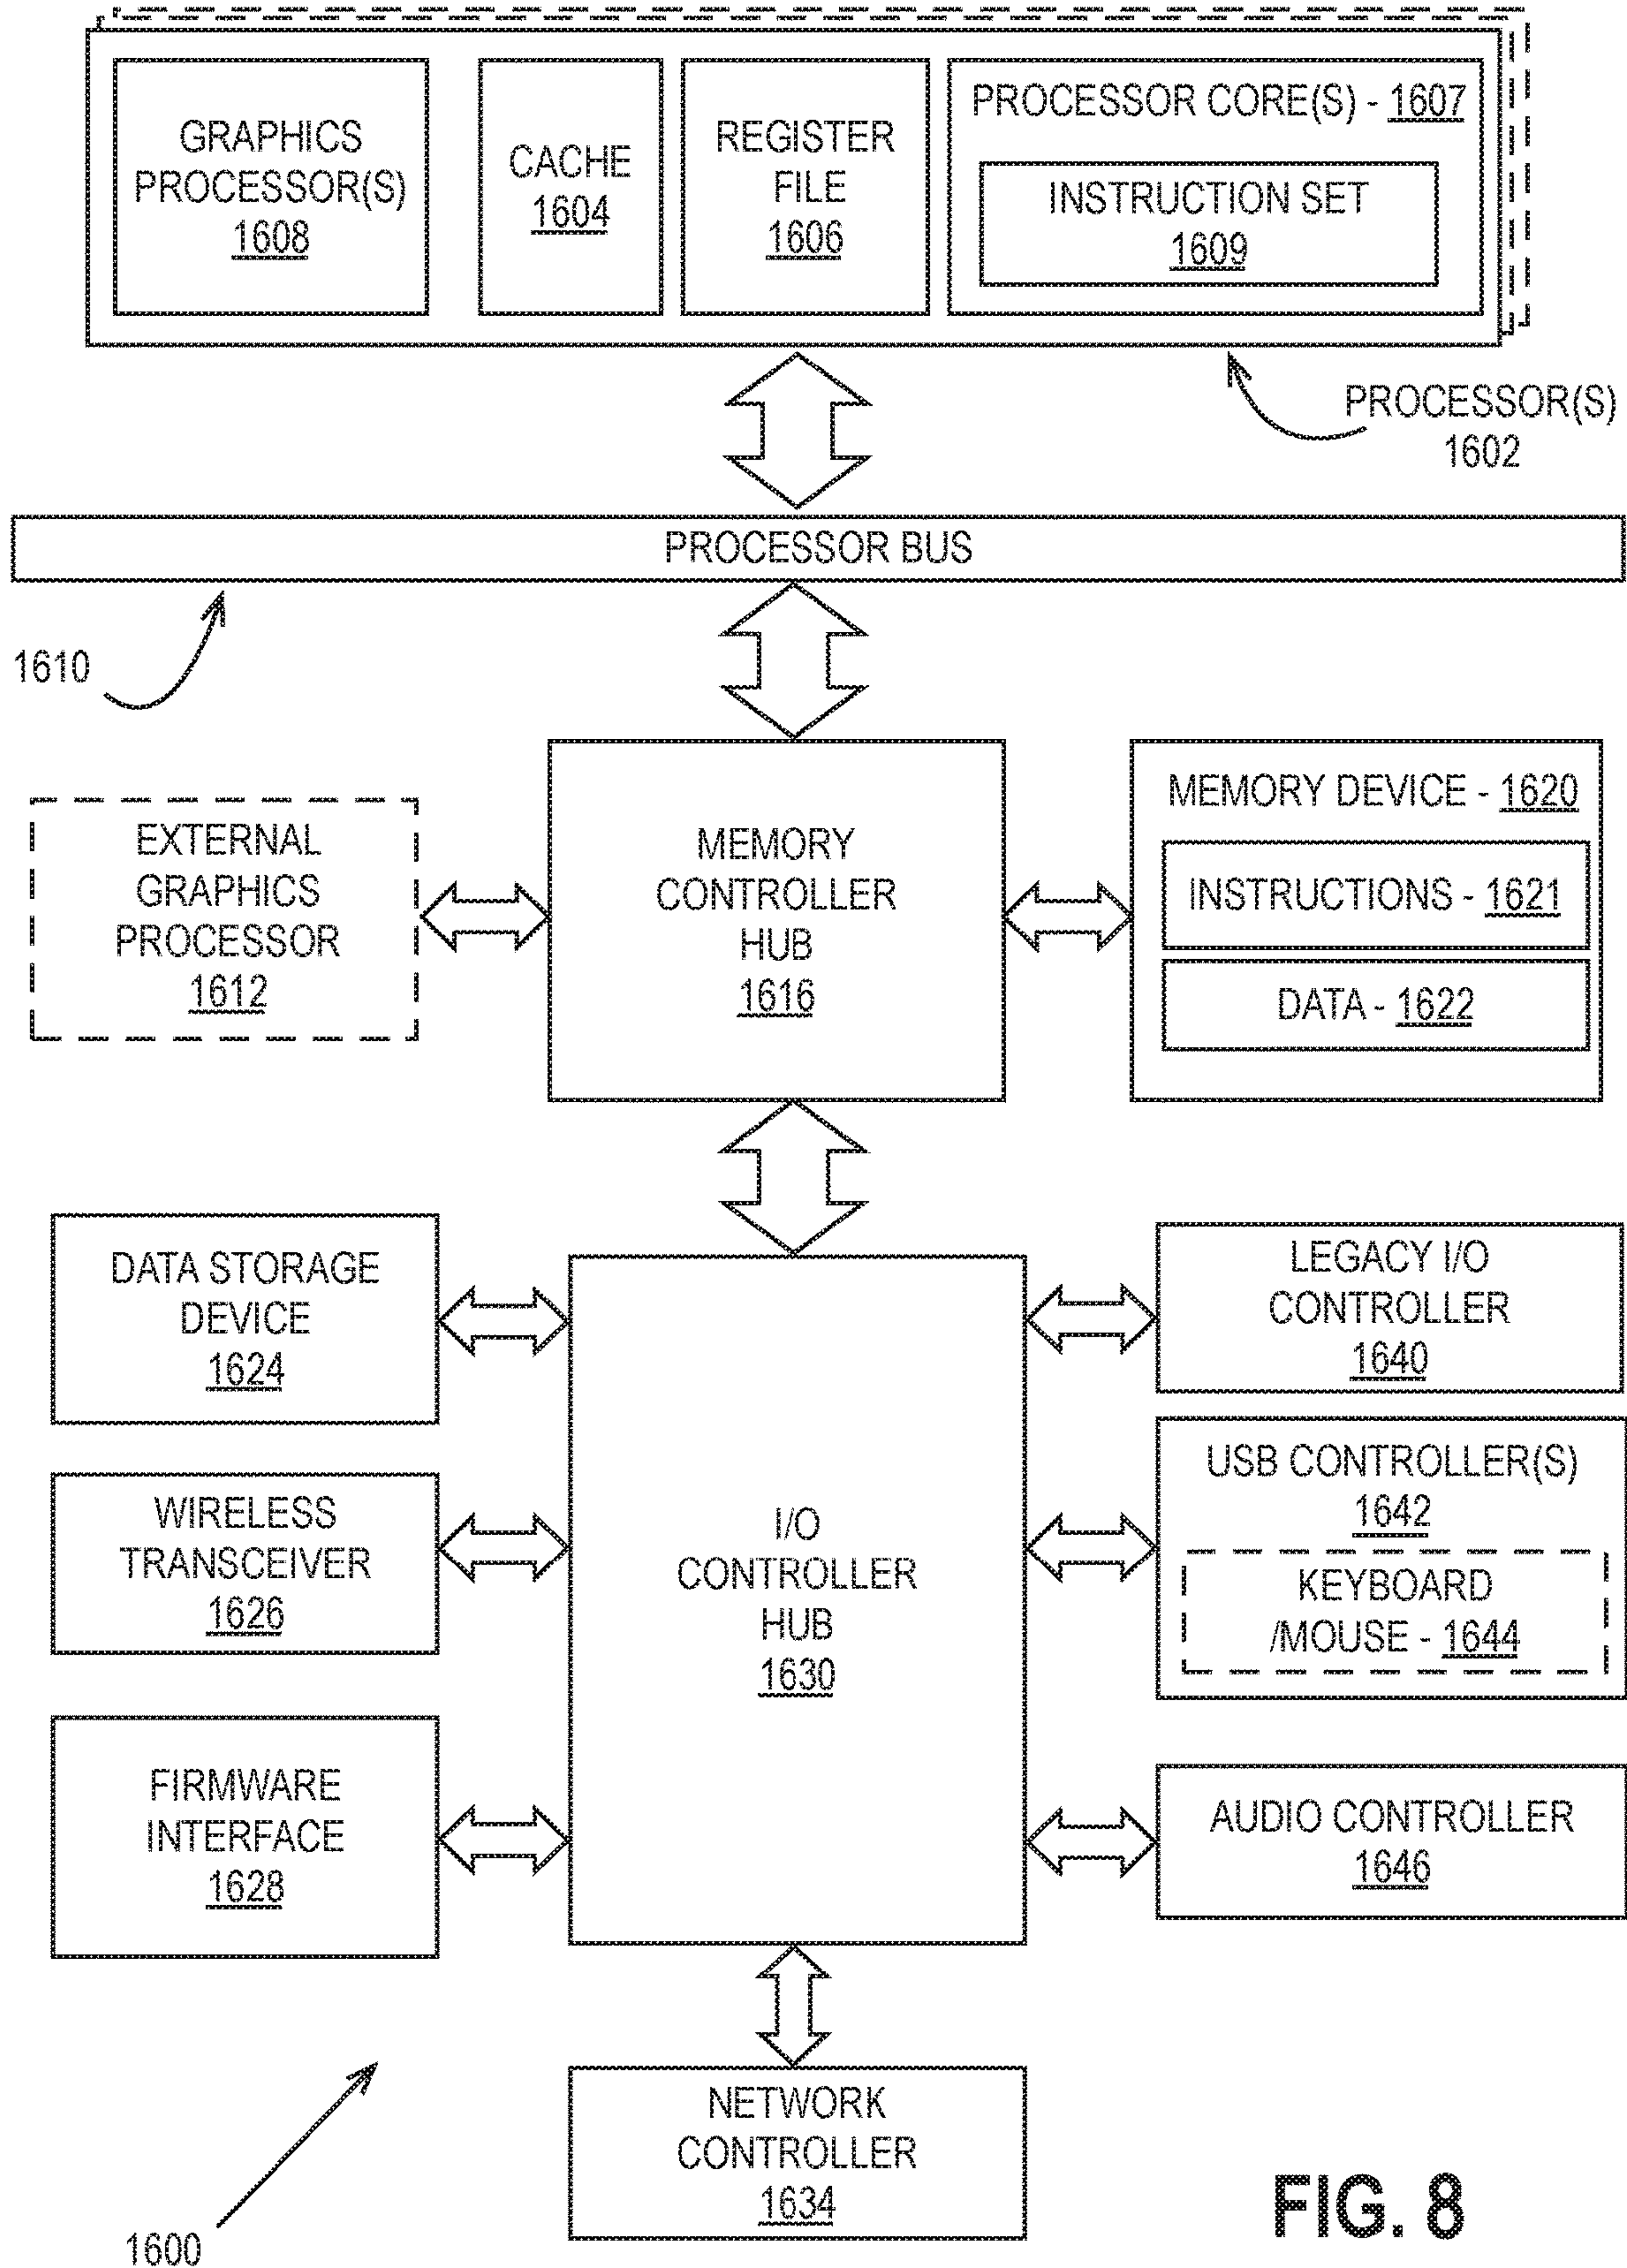 GRAPHICS
PROCESSOR(S)
1608
CACHE
1604
REGISTER
FILE
1606
PROCESSOR CORE(S) - 1607
INSTRUCTION SET
1609
PROCESSOR(S)
1602
PROCESSOR BUS
1610
EXTERNAL
GRAPHICS
PROCESSOR
1612
MEMORY
CONTROLLER
HUB
1616
MEMORY DEVICE - 1620
INSTRUCTIONS - 1621
DATA - 1622
DATA STORAGE
DEVICE
1624
WIRELESS
TRANSCEIVER
1626
FIRMWARE
INTERFACE
1628
I/O
CONTROLLER
HUB
1630
LEGACY I/O
CONTROLLER
1640
USB CONTROLLER(S)
1642
KEYBOARD
/MOUSE - 1644
AUDIO CONTROLLER
1646
NETWORK
CONTROLLER
1634
1600
FIG. 8